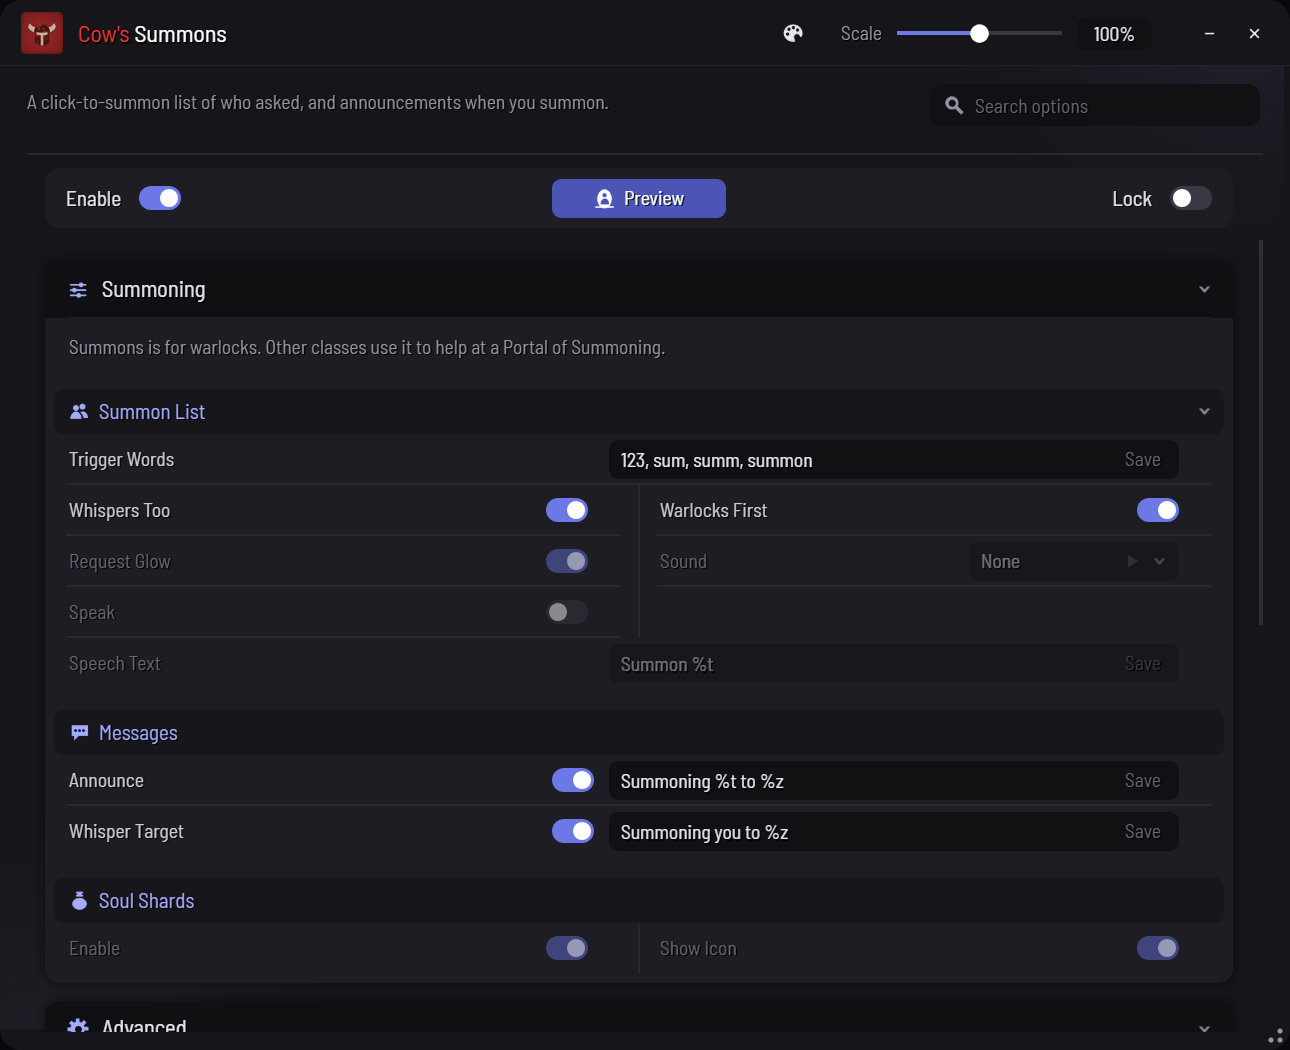 Cow's Summons
Scale
100%
A click-to-summon list of who asked, and announcements when you summon.
Search options
Enable
Preview
Lock
Summoning
Summons is for warlocks. Other classes use it to help at a Portal of Summoning.
Summon List
Trigger Words
123, sum, summ, summon
Save
Whispers Too
Warlocks First
Request Glow
Sound
None
Speak
Speech Text
Summon %t
Save
Messages
Announce
Summoning %t to %z
Save
Whisper Target
Summoning you to %z
Save
Soul Shards
Enable
Show Icon
Advanced